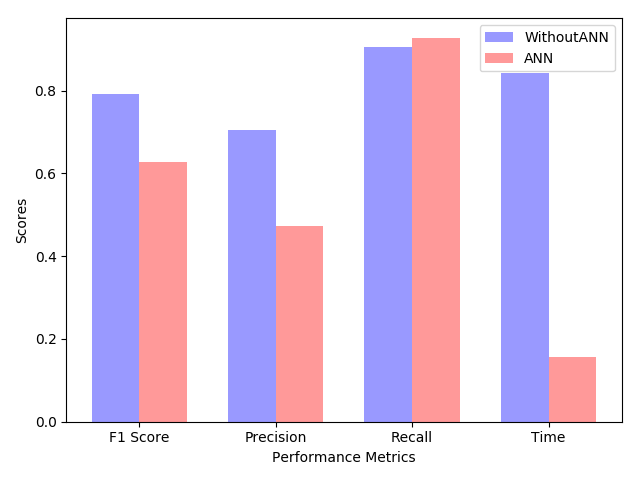 WithoutANN
ANN
Scores
0.8
0.6
0.4
0.2
0.0
F1 Score
Precision
Recall
Time
Performance Metrics